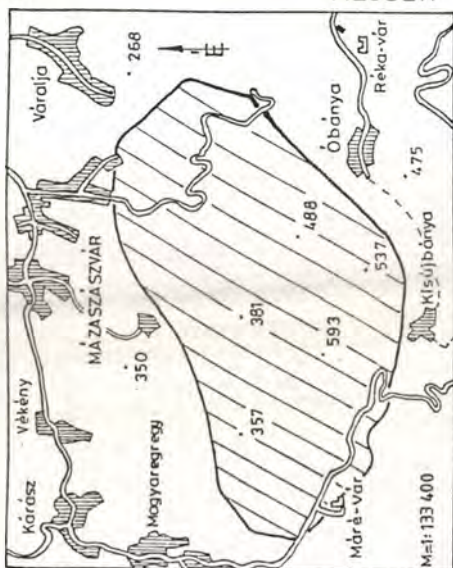 Váralja
Kárász
Vékény
MÁZASZÁSZVÁR
268
É
350
Magyaregregy
357
381
488
593
537
Óbánya
Réka-vár
475
Máré-Vár
Kisújbánya
M=1: 133 400